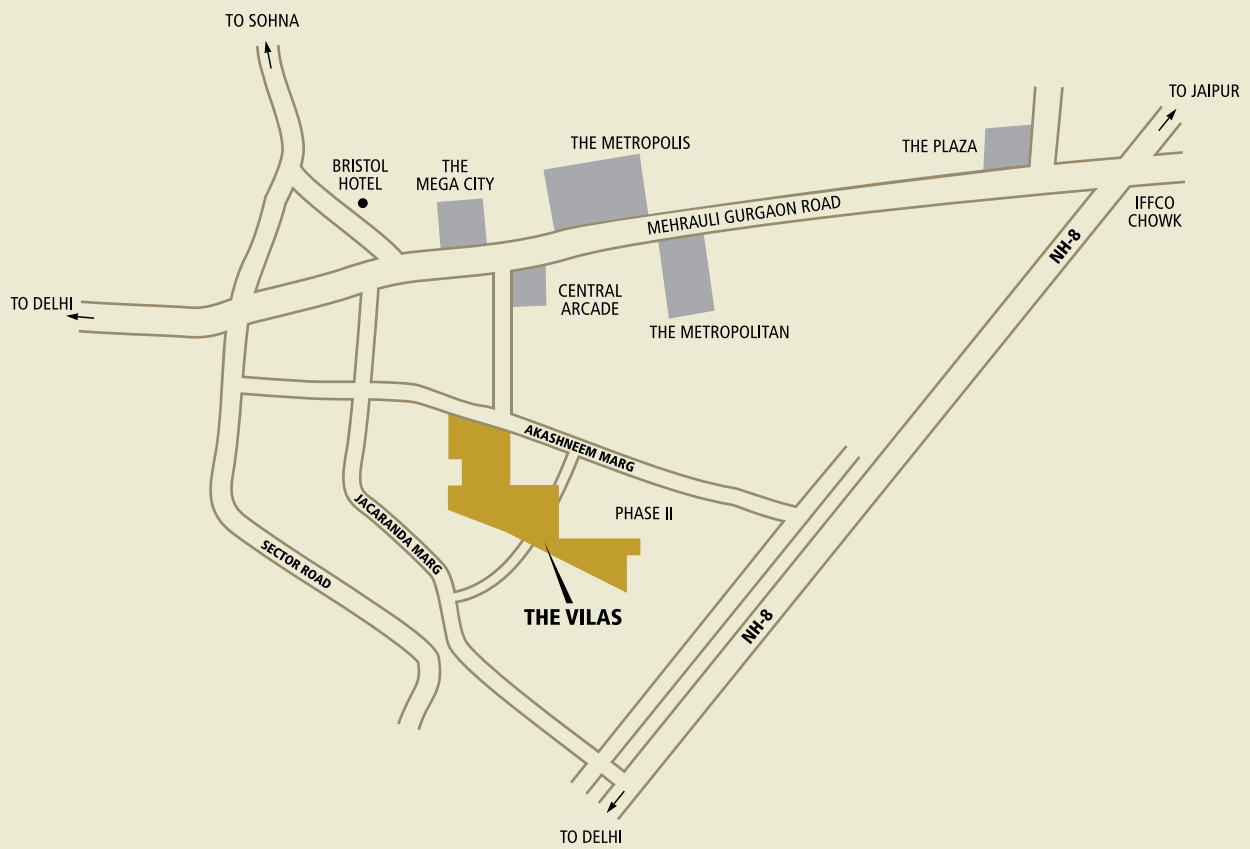 TO SOHNA
TO JAIPUR
THE METROPOLIS
THE PLAZA
BRISTOL
HOTEL
THE
MEGA CITY
MEHRAULI GURGAON ROAD
IFFCO
CHOWK
NH-8
TO DELHI
CENTRAL
ARCADE
THE METROPOLITAN
AKASHNEEM MARG
JACARANDA MARG
PHASE II
SECTOR ROAD
THE VILAS
NH-8
TO DELHI